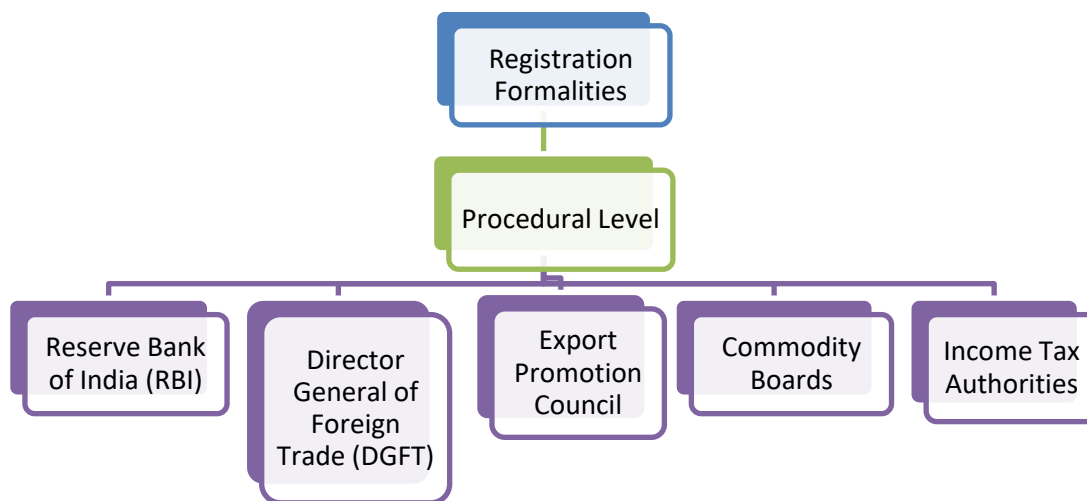 Registration
Formalities
Procedural Level
Reserve Bank
of India (RBI)
Director
General of
Foreign
Trade (DGFT)
Export
Promotion
Council
Commodity
Boards
Income Tax
Authorities